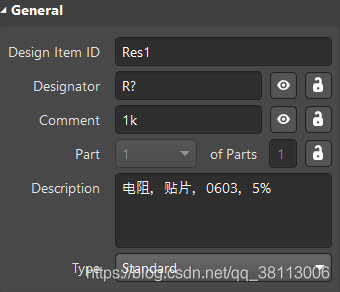 General
Design Item ID Res1
Designator R?
Comment 1k
Part 1 of Parts 1
Description 电阻，贴片，0603，5%
Type Standard
https://blog.csdn.net/qq_38113006